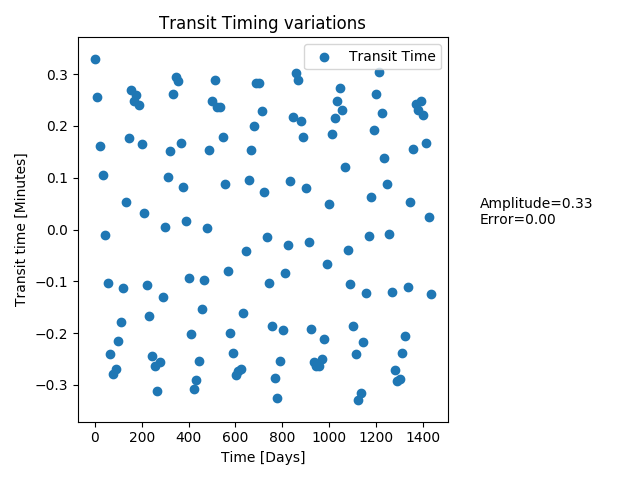 Transit Timing variations
Transit Time
Transit time [Minutes]
0.3
0.2
0.1
0.0
−0.1
−0.2
−0.3
0
200
400
600
800
1000
1200
1400
Time [Days]
Amplitude=0.33
Error=0.00